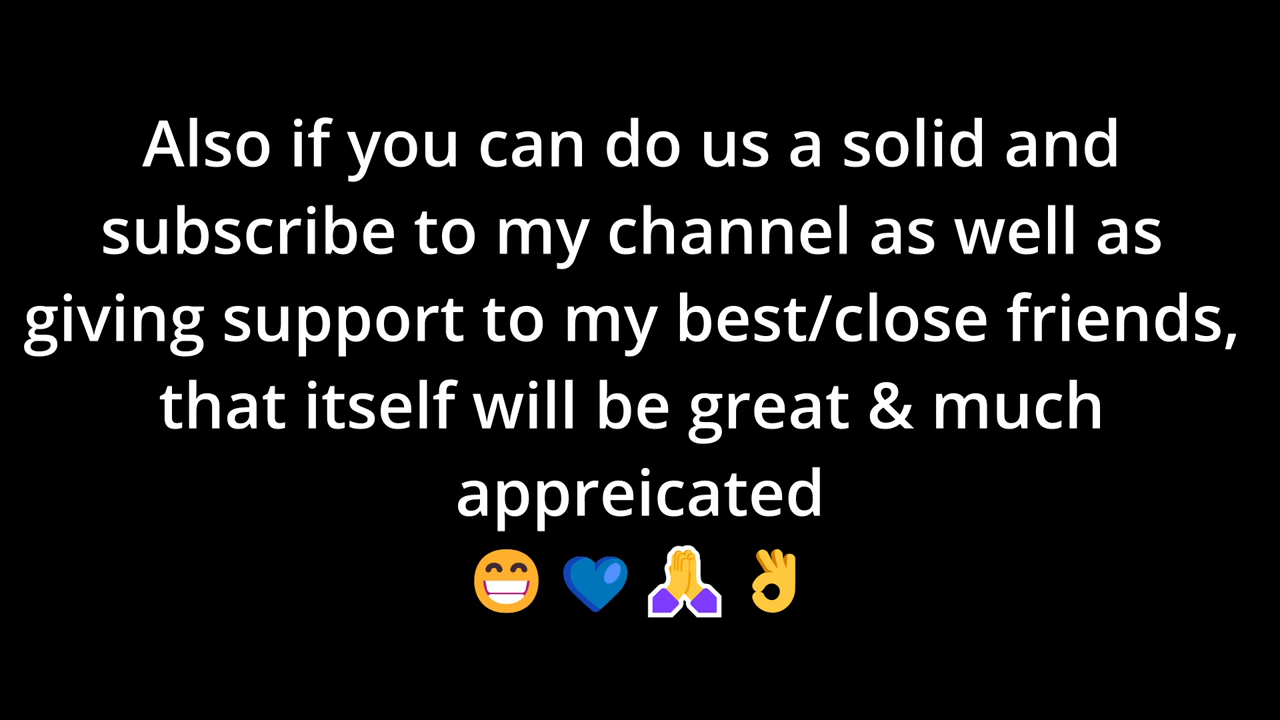 Also if you can do us a solid and
subscribe to my channel as well as
giving support to my best/close friends,
that itself will be great & much
appreicated
😁 💙 🙏 👌